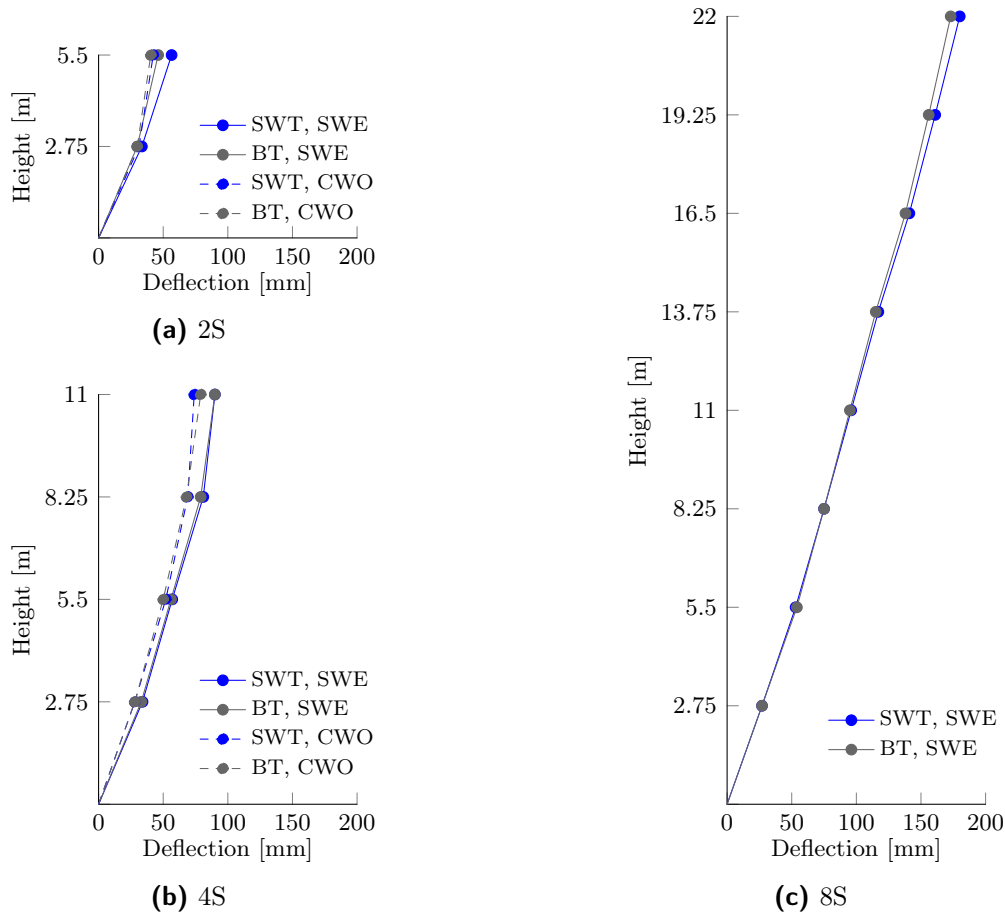 5.5
2.75
Height [m]
SWT, SWE
BT, SWE
SWT, CWO
BT, CWO
0 50 100 150 200
Deflection [mm]
(a) 2S
11
8.25
5.5
2.75
Height [m]
SWT, SWE
BT, SWE
SWT, CWO
BT, CWO
0 50 100 150 200
Deflection [mm]
(b) 4S
22
19.25
16.5
13.75
11
8.25
5.5
2.75
Height [m]
SWT, SWE
BT, SWE
0 50 100 150 200
Deflection [mm]
(c) 8S